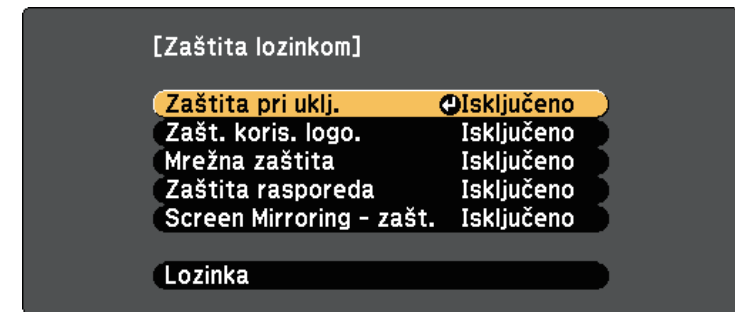 [Zaštita lozinkom]
Zaštita pri uklj. Isključeno
Zašt. koris. logo. Isključeno
Mrežna zaštita Isključeno
Zaštita rasporeda Isključeno
Screen Mirroring - zašt. Isključeno
Lozinka